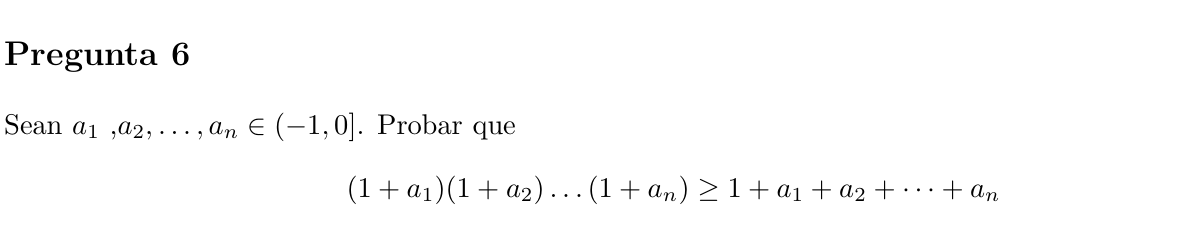 Pregunta 6
Sean a₁ ,a₂, . . . , aₙ ∈ (−1, 0]. Probar que
(1 + a₁)(1 + a₂) . . . (1 + aₙ) ≥ 1 + a₁ + a₂ + · · · + aₙ